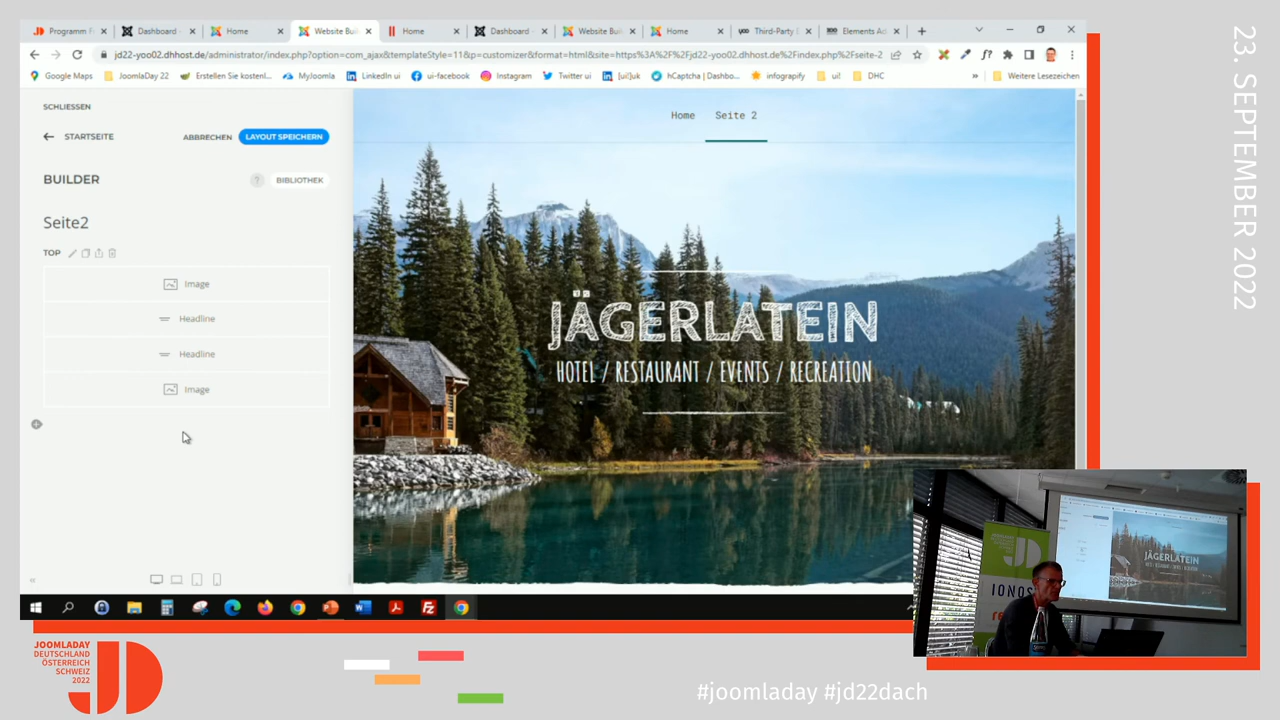 Programm F
Dashboard
Home
Website Buil
Home
Dashboard
Website Buil
Home
Third-Party
Elements Ad
jd22-yoo02.dhhost.de/administrator/index.php?option=com_ajax&templateStyle=11&p=customizer&format=html&site=https%3A%2F%2Fjd22-yoo02.dhhost.de%2Findex.php%2Fseite-2
Google Maps
JoomlaDay 22
Erstellen Sie kostenl...
MyJoomla
LinkedIn ui
ui-facebook
Instagram
Twitter ui
[ui!]uk
hCaptcha | Dashbo...
infografify
ui!
DHC
»
Weitere Lesezeichen
SCHLIESSEN
STARTSEITE
ABBRECHEN
LAYOUT SPEICHERN
BUILDER
?
BIBLIOTHEK
Seite2
TOP
Image
Headline
Headline
Image
Home
Seite 2
JÄGERLATEIN
HOTEL / RESTAURANT / EVENTS / RECREATION
23. SEPTEMBER 2022
JÄGERLATEIN
IONOS
JOOMLADAY
DEUTSCHLAND
ÖSTERREICH
SCHWEIZ
2022
#joomladay #jd22dach